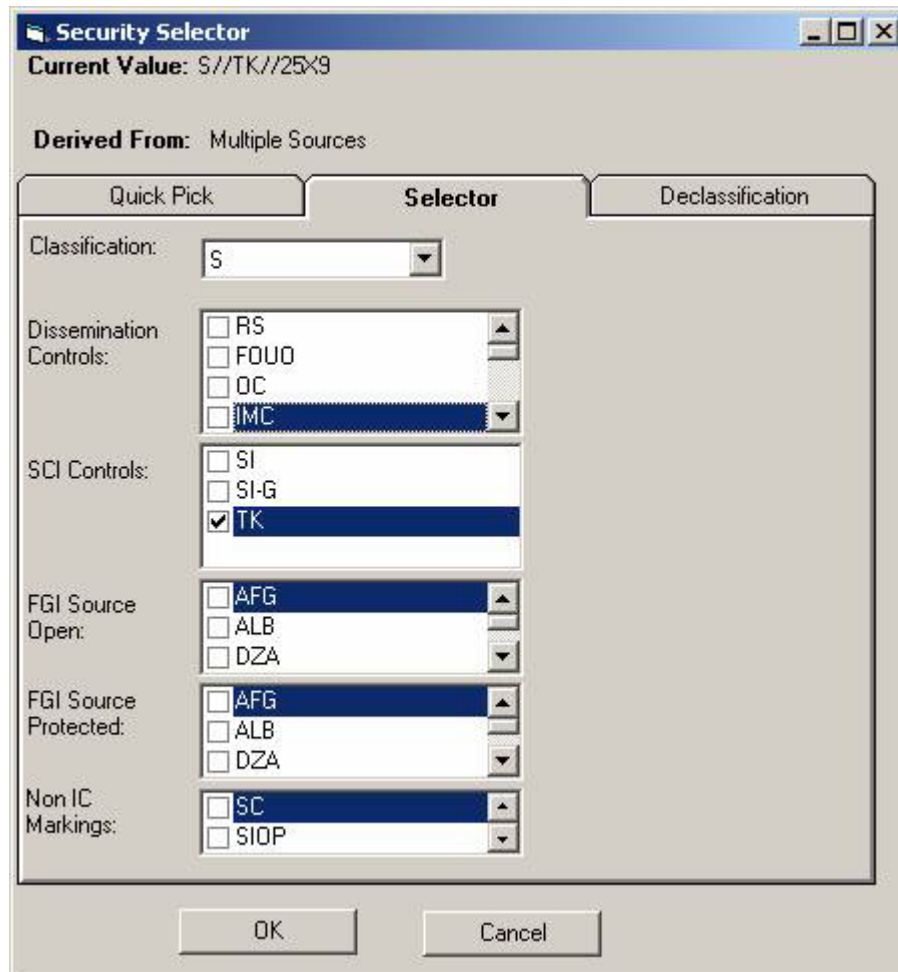 Security Selector
Current Value: S//TK//25X9
Derived From: Multiple Sources
Quick Pick
Selector
Declassification
Classification:
S
Dissemination
Controls:
RS
FOUO
OC
IMC
SCI Controls:
SI
SI-G
TK
FGI Source
Open:
AFG
ALB
DZA
FGI Source
Protected:
AFG
ALB
DZA
Non IC
Markings:
SC
SIOP
OK
Cancel